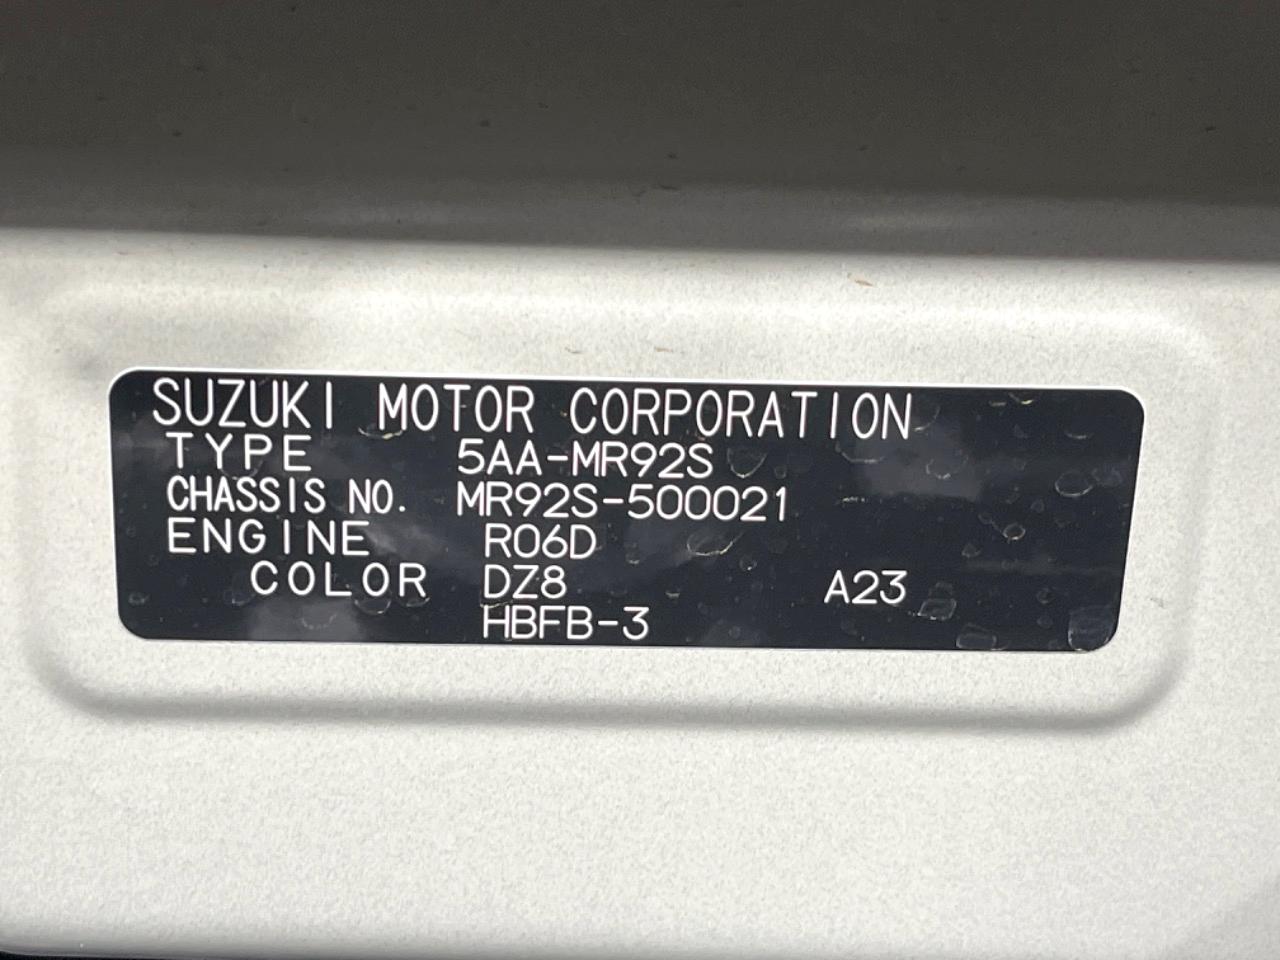 SUZUKI MOTOR CORPORATION
TYPE 5AA-MR92S
CHASSIS NO. MR92S-500021
ENGINE R06D
COLOR DZ8 A23
HBFB-3